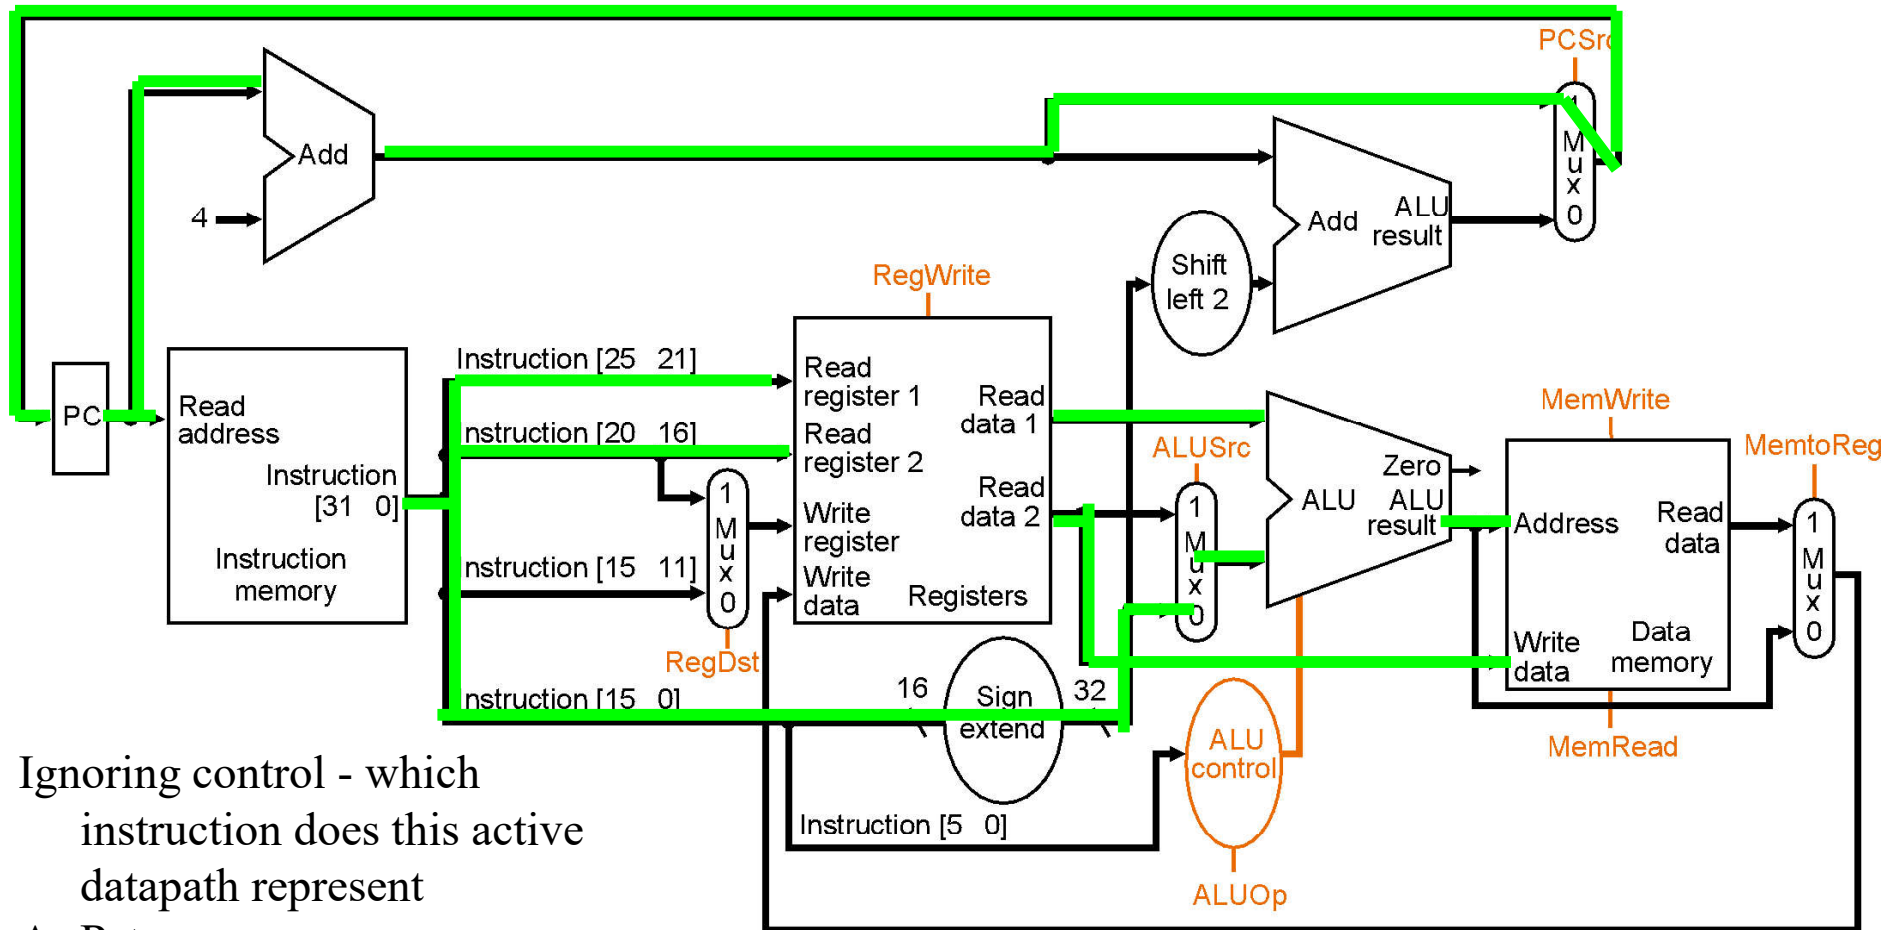 PCSrc
1
M
u
x
0
Add
4
Add
ALU
result
Shift
left 2
RegWrite
PC
Read
address
Instruction
[31 0]
Instruction
memory
Instruction [25 21]
nstruction [20 16]
nstruction [15 11]
nstruction [15 0]
1
M
u
x
0
RegDst
Read
register 1
Read
register 2
Write
register
Write
data
Read
data 1
Read
data 2
Registers
16
Sign
extend
32
Instruction [5 0]
ALUSrc
1
M
u
x
0
Zero
ALU
ALU
result
ALU
control
ALUOp
MemWrite
Address
Read
data
Write
data
Data
memory
MemRead
MemtoReg
1
M
u
x
0
Ignoring control - which
instruction does this active
datapath represent